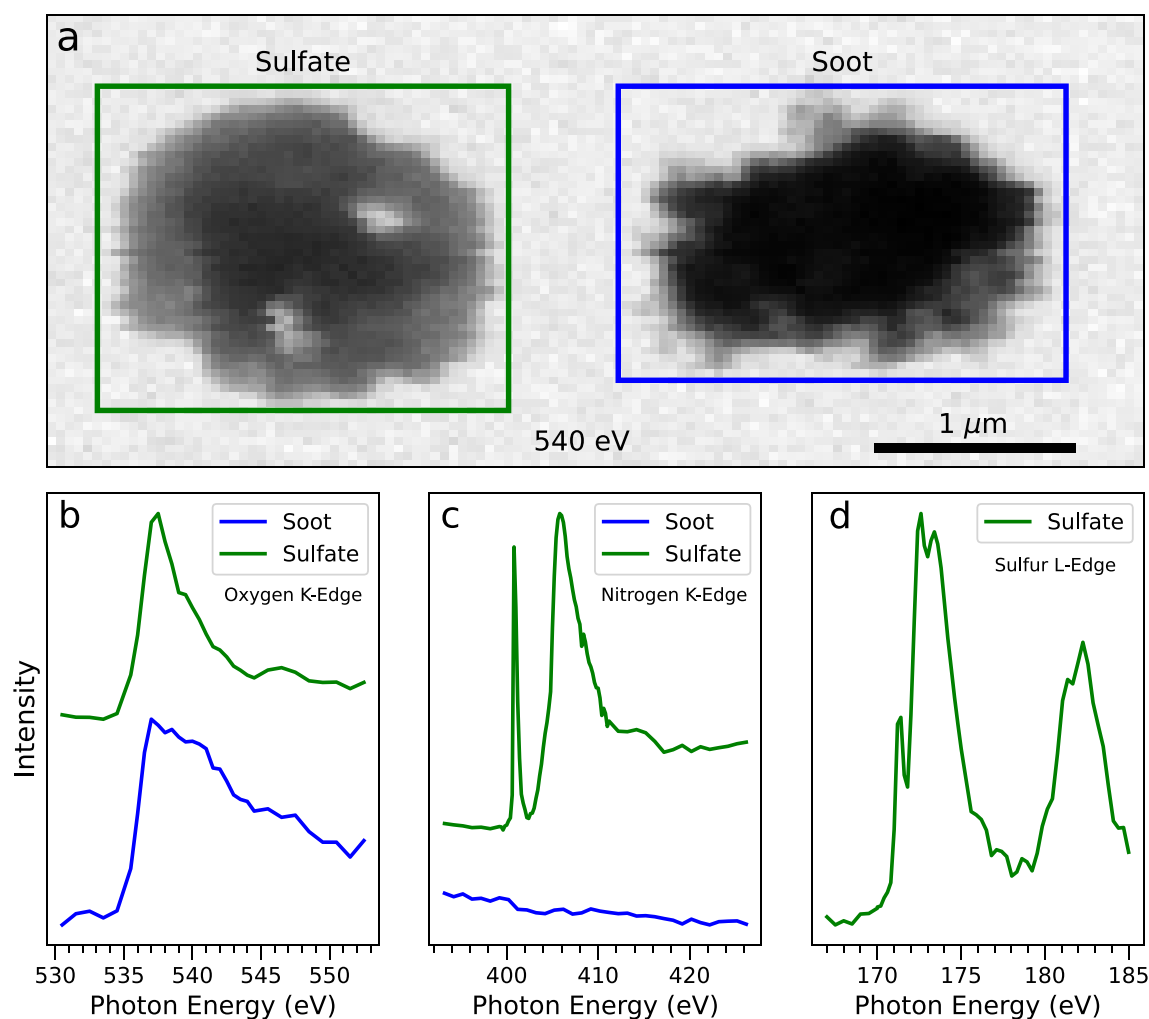 a
Sulfate
Soot
540 eV
1 μm
b
Soot
Sulfate
Oxygen K-Edge
c
Soot
Sulfate
Nitrogen K-Edge
d
Sulfate
Sulfur L-Edge
Intensity
530 535 540 545 550
400 410 420
170 175 180 185
Photon Energy (eV)
Photon Energy (eV)
Photon Energy (eV)